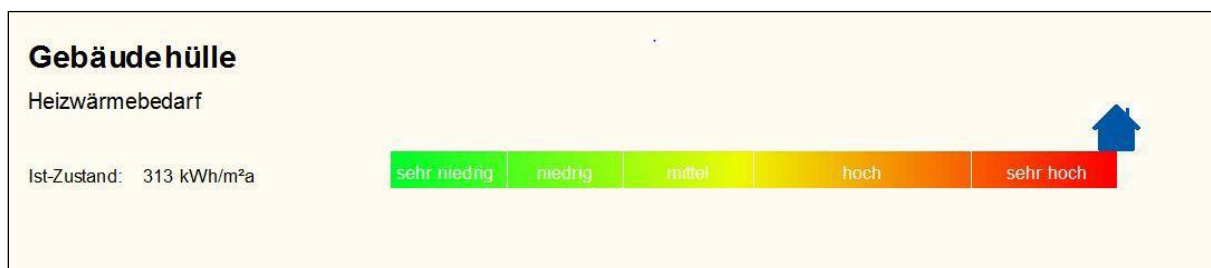 Gebäudehülle
Heizwärmebedarf
Ist-Zustand: 313 kWh/m²a
sehr niedrig niedrig mittel hoch sehr hoch